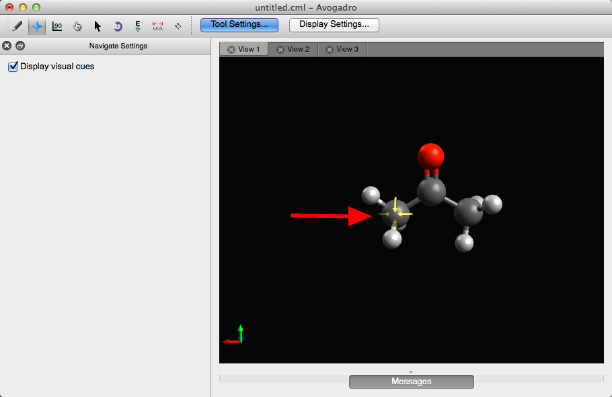 untitled.cml - Avogadro
Tool Settings... Display Settings...
Navigate Settings
Display visual cues
View 1 View 2 View 3
Messages